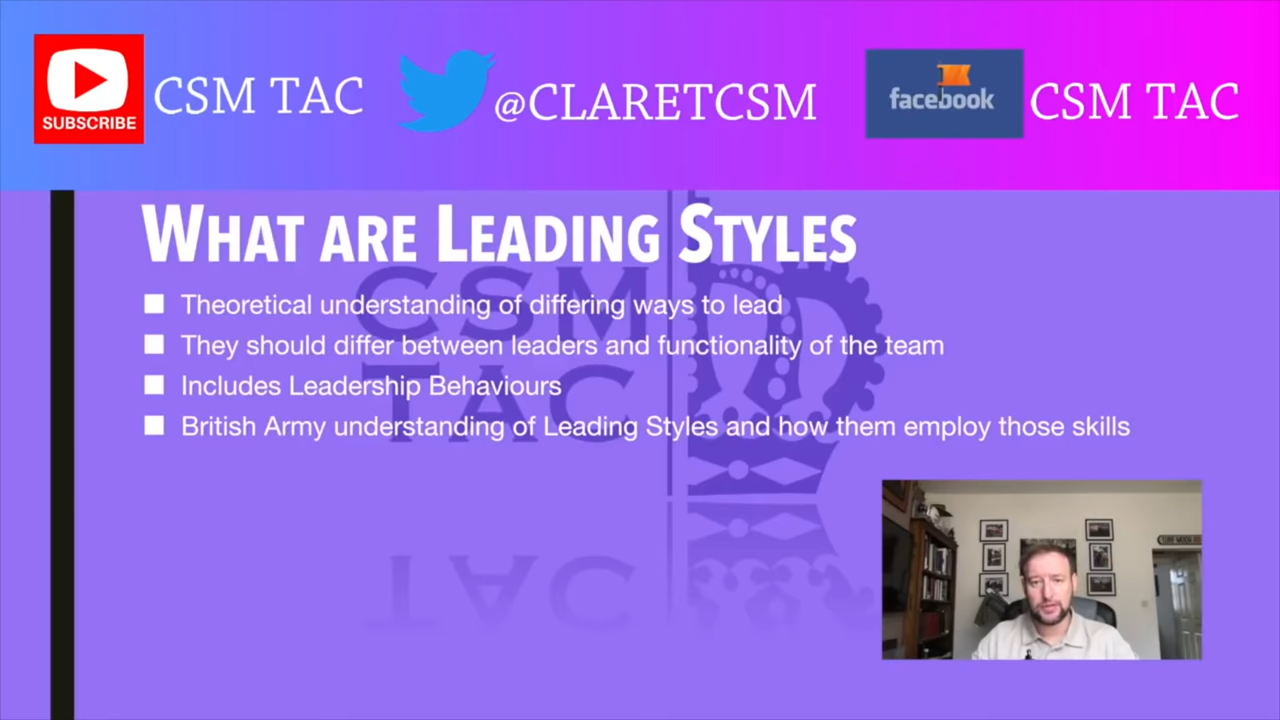 SUBSCRIBE
CSM TAC
@CLARETCSM
facebook
CSM TAC
WHAT ARE LEADING STYLES
Theoretical understanding of differing ways to lead
They should differ between leaders and functionality of the team
Includes Leadership Behaviours
British Army understanding of Leading Styles and how them employ those skills
CSM
TAC